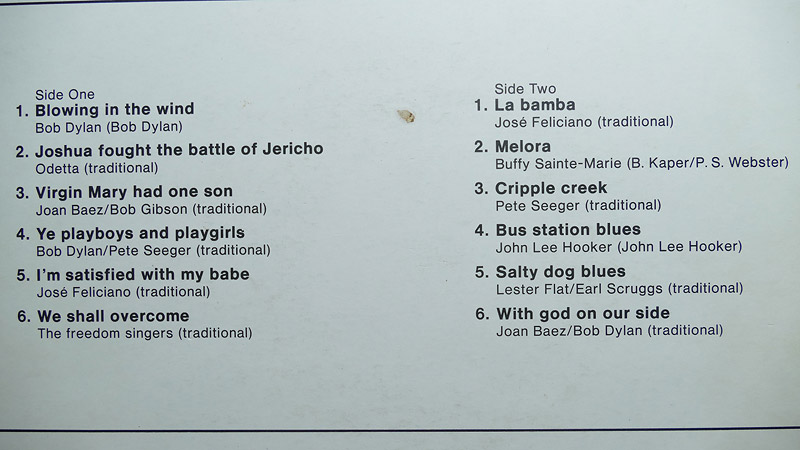 Side One
1. Blowing in the wind
Bob Dylan (Bob Dylan)
2. Joshua fought the battle of Jericho
Odetta (traditional)
3. Virgin Mary had one son
Joan Baez/Bob Gibson (traditional)
4. Ye playboys and playgirls
Bob Dylan/Pete Seeger (traditional)
5. I'm satisfied with my babe
José Feliciano (traditional)
6. We shall overcome
The freedom singers (traditional)
Side Two
1. La bamba
José Feliciano (traditional)
2. Melora
Buffy Sainte-Marie (B. Kaper/P. S. Webster)
3. Cripple creek
Pete Seeger (traditional)
4. Bus station blues
John Lee Hooker (John Lee Hooker)
5. Salty dog blues
Lester Flat/Earl Scruggs (traditional)
6. With god on our side
Joan Baez/Bob Dylan (traditional)